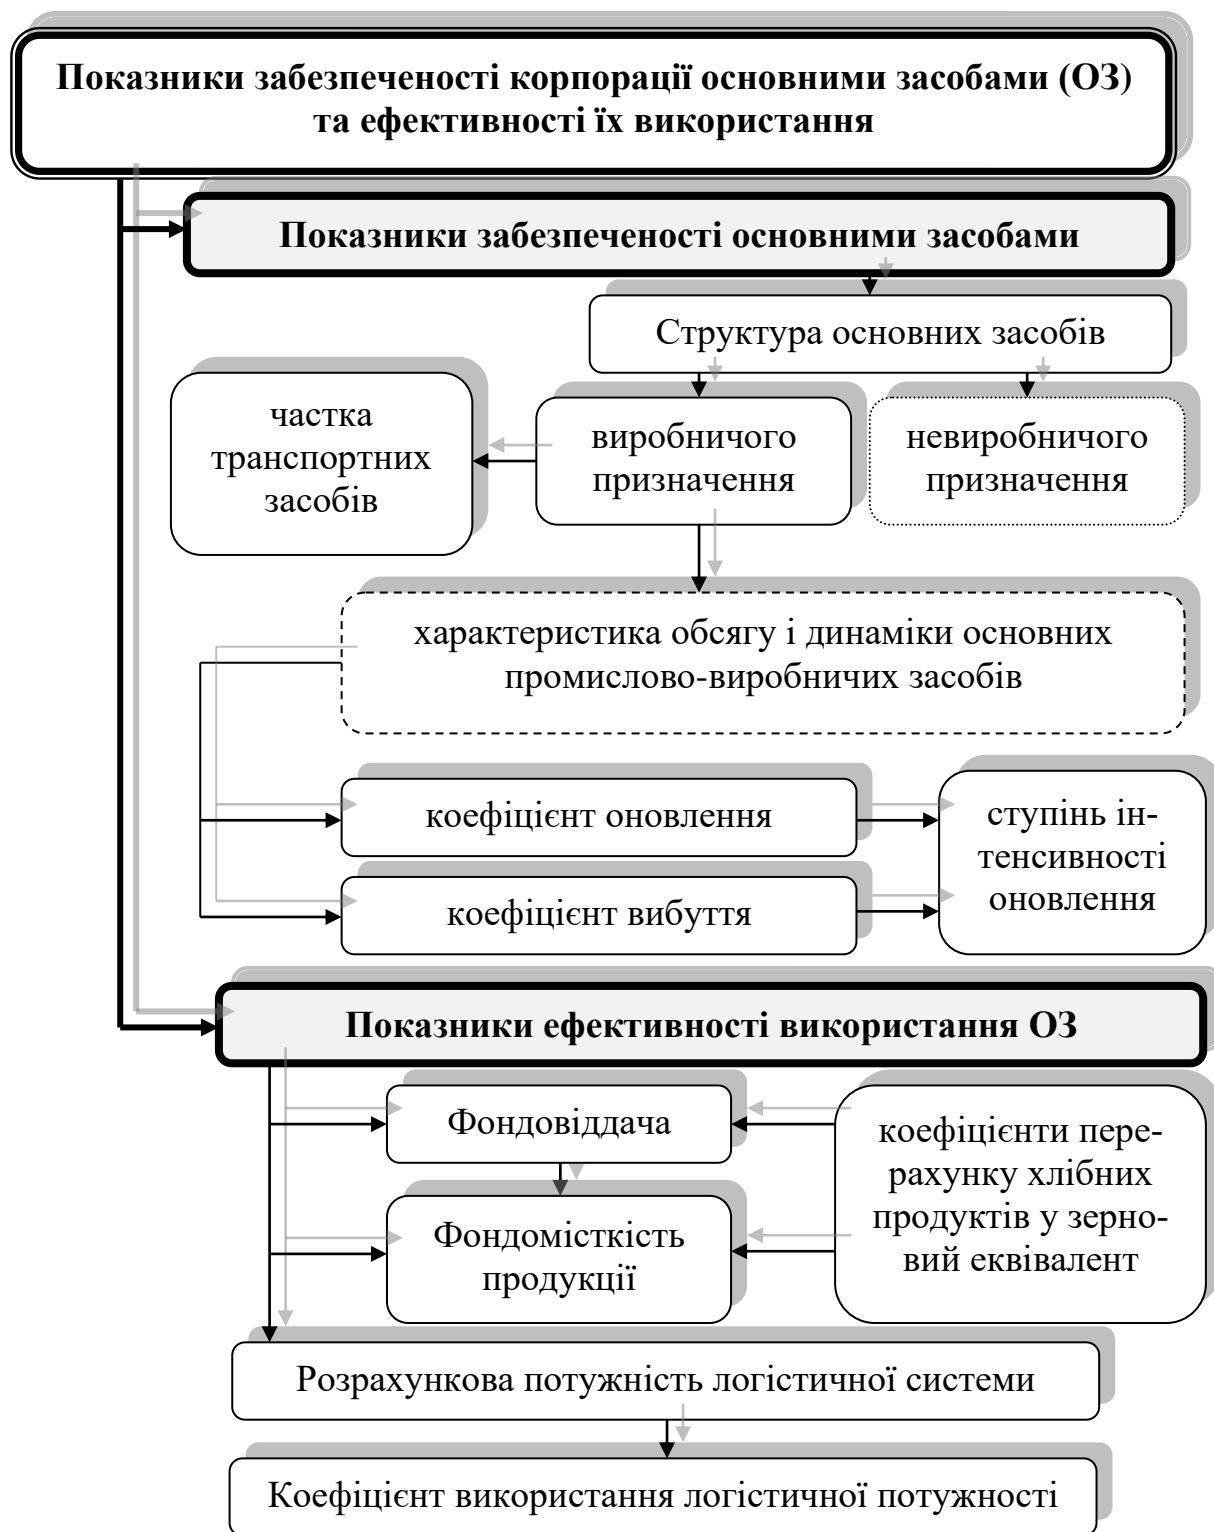 Показники забезпеченості корпорації основними засобами (ОЗ)
та ефективності їх використання
Показники забезпеченості основними засобами
Структура основних засобів
частка
транспортних
засобів
виробничого
призначення
невиробничого
призначення
характеристика обсягу і динаміки основних
промислово-виробничих засобів
коефіцієнт оновлення
коефіцієнт вибуття
ступінь ін-
тенсивності
оновлення
Показники ефективності використання ОЗ
Фондовіддача
Фондомісткість
продукції
коефіцієнти пере-
рахунку хлібних
продуктів у зерно-
вий еквівалент
Розрахункова потужність логістичної системи
Коефіцієнт використання логістичної потужності